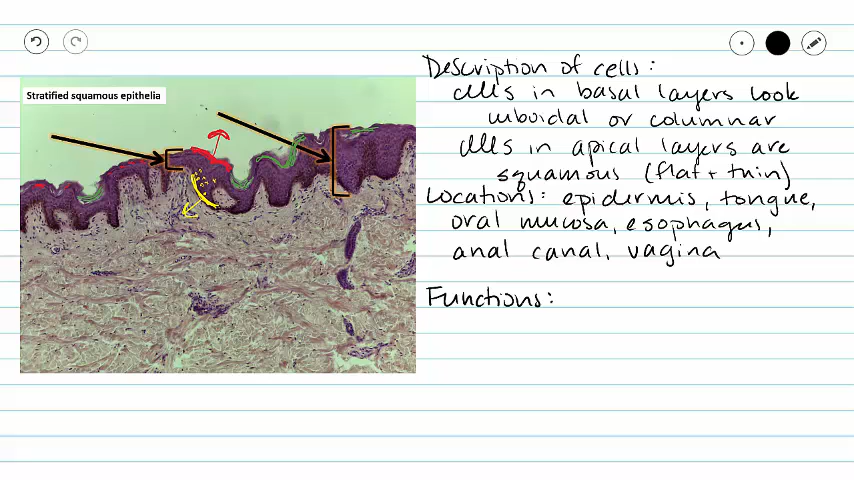 Stratified squamous epithelia
Description of cells:
cells in basal layers look
cuboidal or columnar
cells in apical layers are
squamous (flat + thin)
Locations: epidermis, tongue,
oral mucosa, esophagus,
anal canal, vagina
Functions: